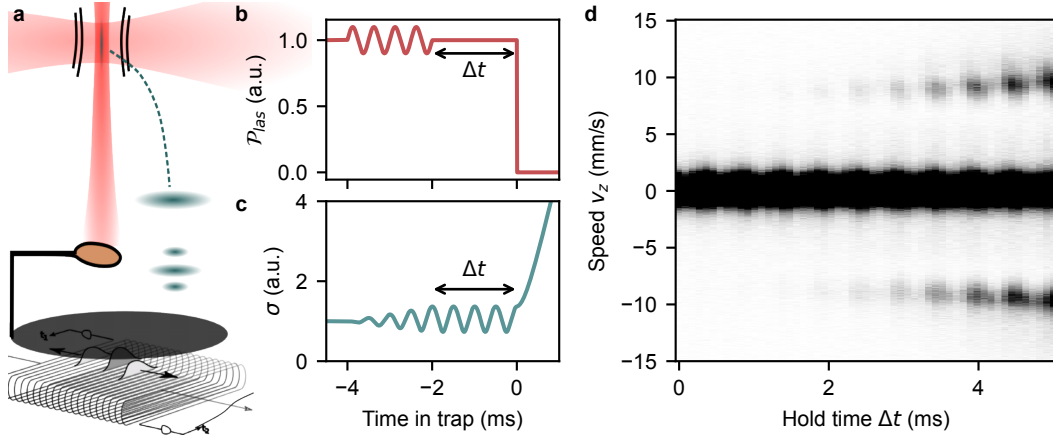 a
b
1.0
0.5
0.0
𝒫las (a.u.)
Δt
c
4
2
0
σ (a.u.)
Δt
−4
−2
0
Time in trap (ms)
d
15
10
5
0
−5
−10
−15
Speed vz (mm/s)
0
2
4
Hold time Δt (ms)